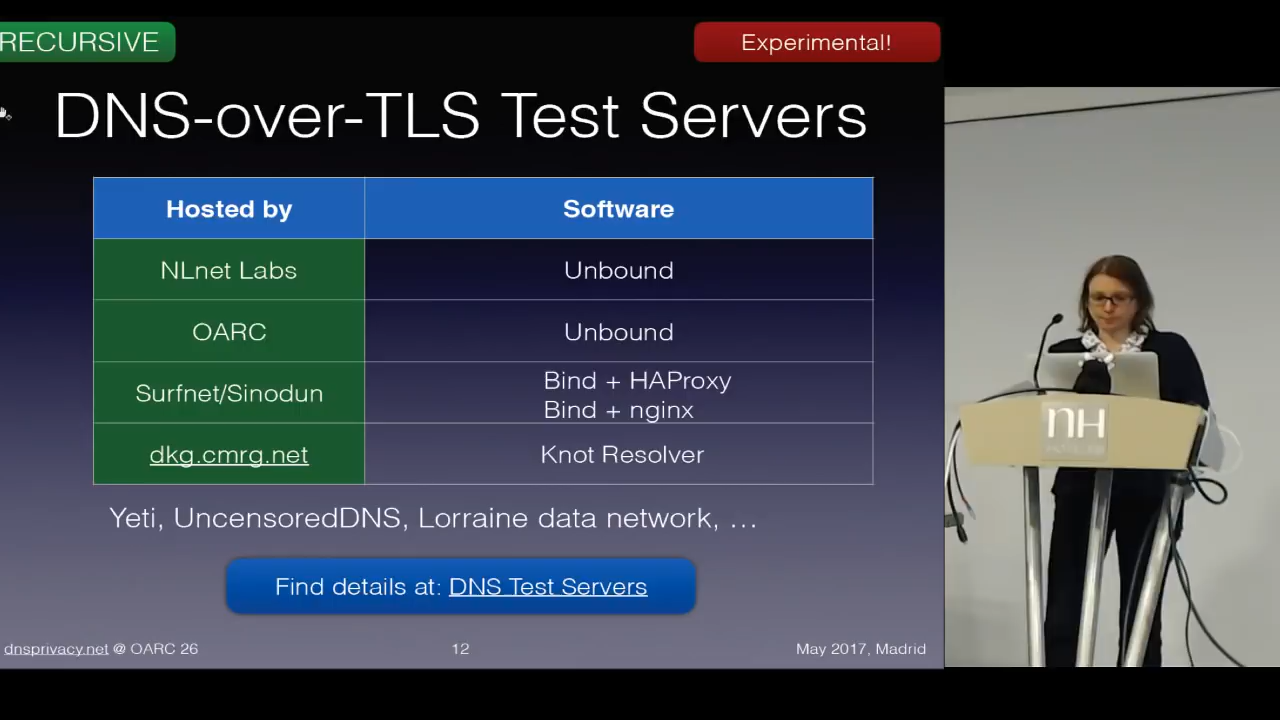 RECURSIVE
Experimental!
DNS-over-TLS Test Servers
Hosted by
Software
NLnet Labs
Unbound
OARC
Unbound
Surfnet/Sinodun
Bind + HAProxy
Bind + nginx
dkg.cmrg.net
Knot Resolver
Yeti, UncensoredDNS, Lorraine data network, …
Find details at: DNS Test Servers
dnsprivacy.net @ OARC 26
12
May 2017, Madrid
NH